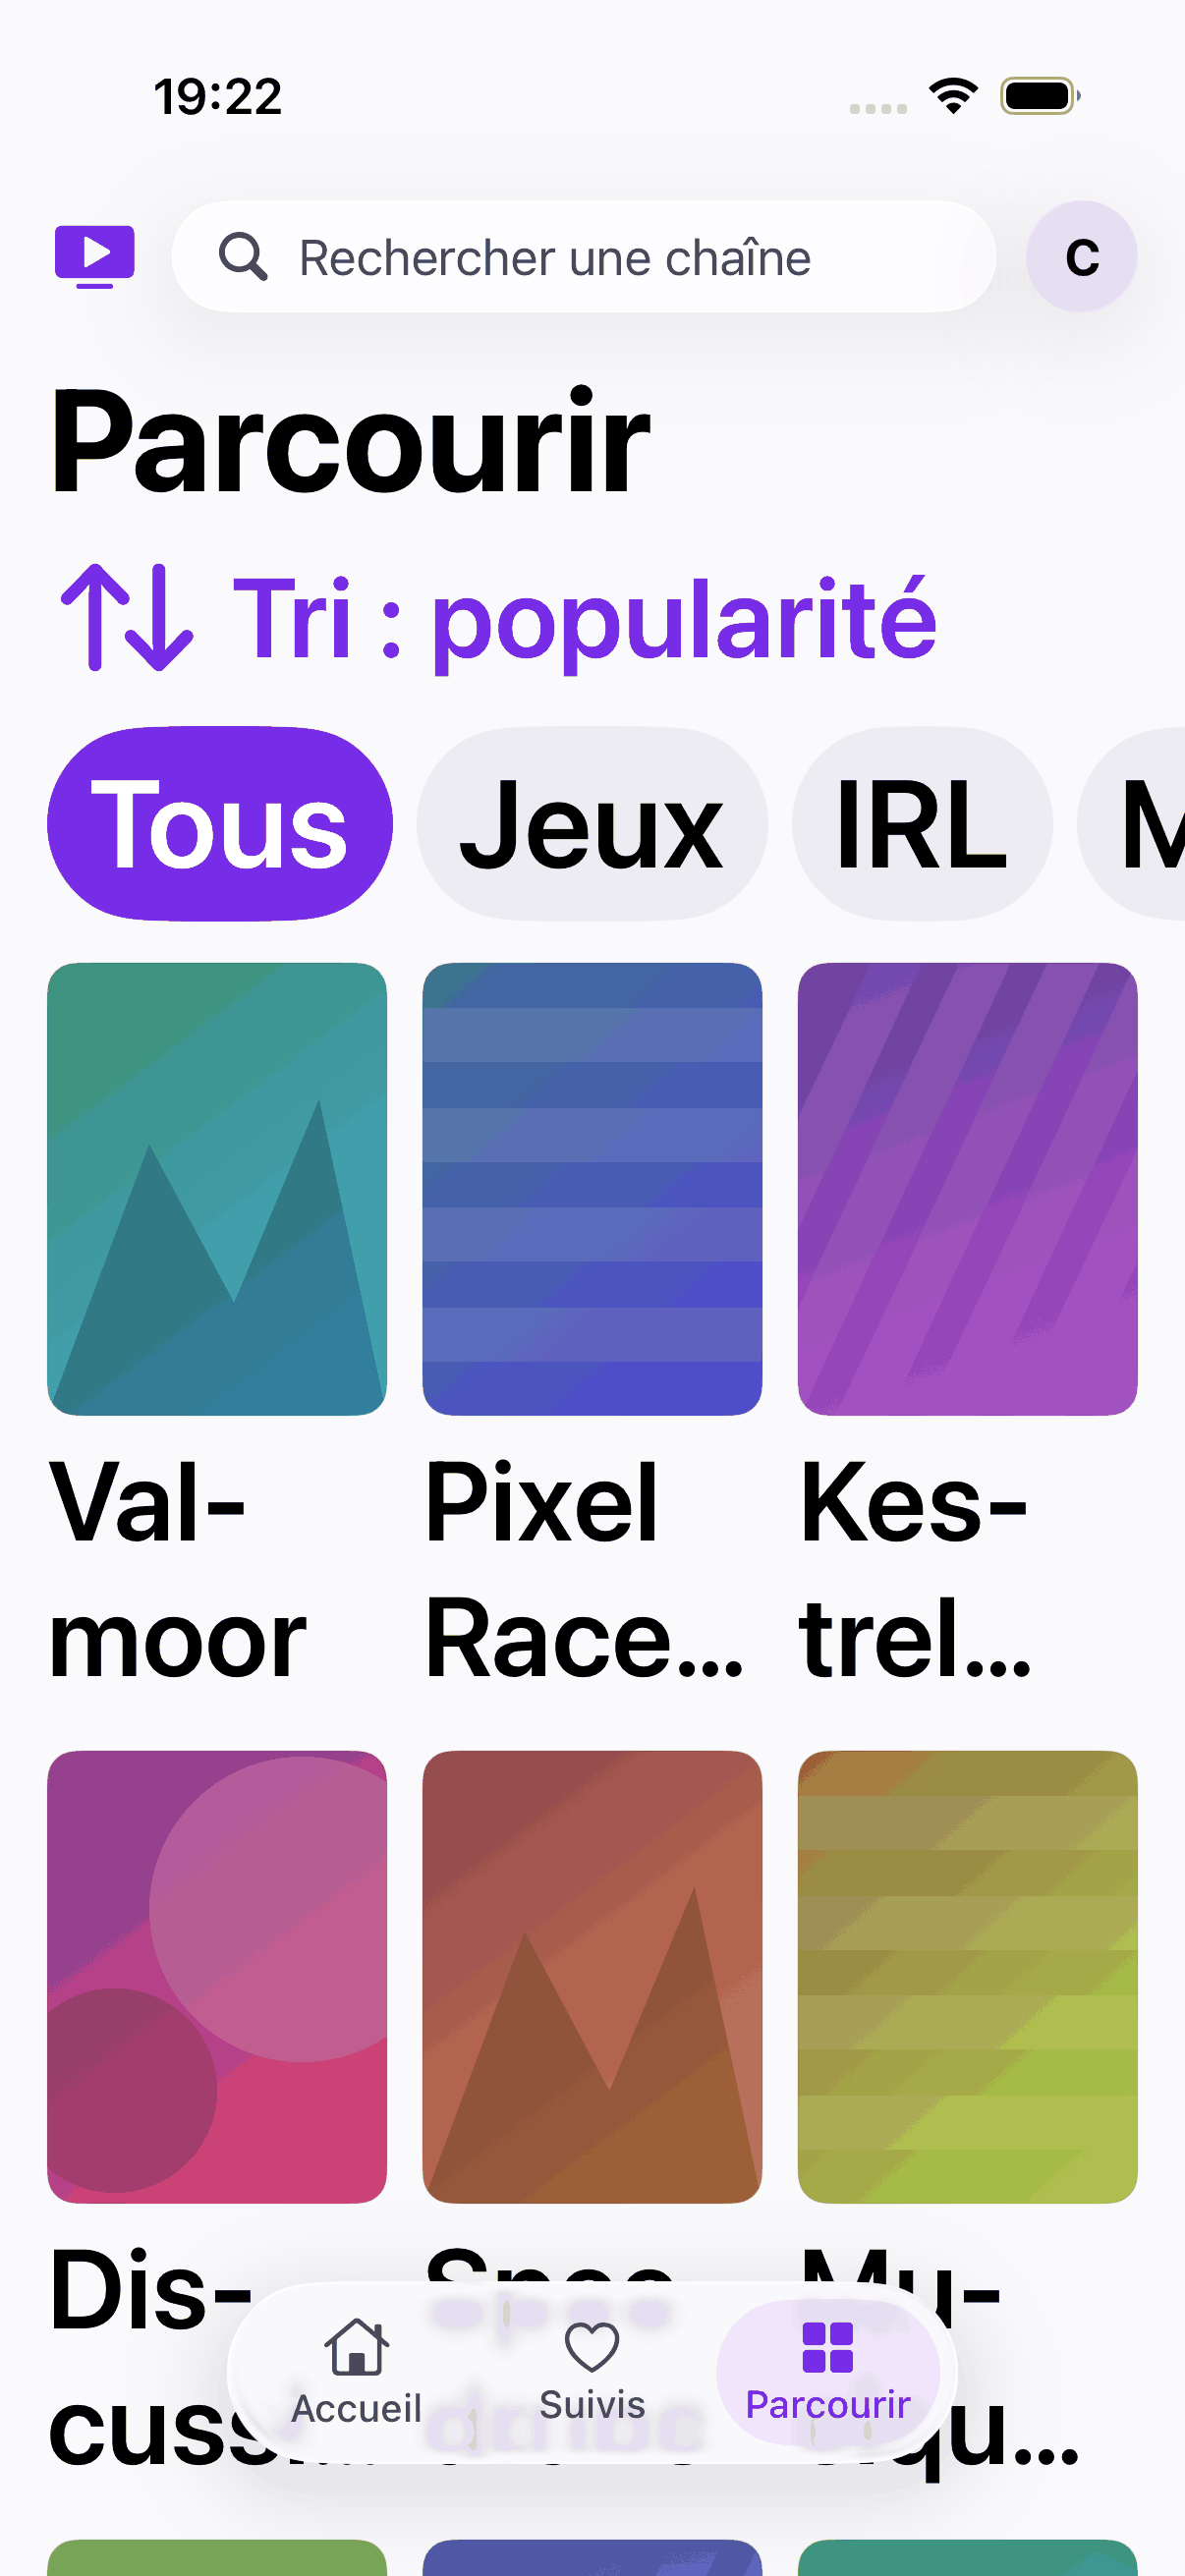 19:22
Rechercher une chaîne
C
Parcourir
Tri : popularité
Tous
Jeux
IRL
M
Val-
moor
Pixel
Race…
Kes-
trel…
Dis-
Mu-
Accueil
Suivis
Parcourir